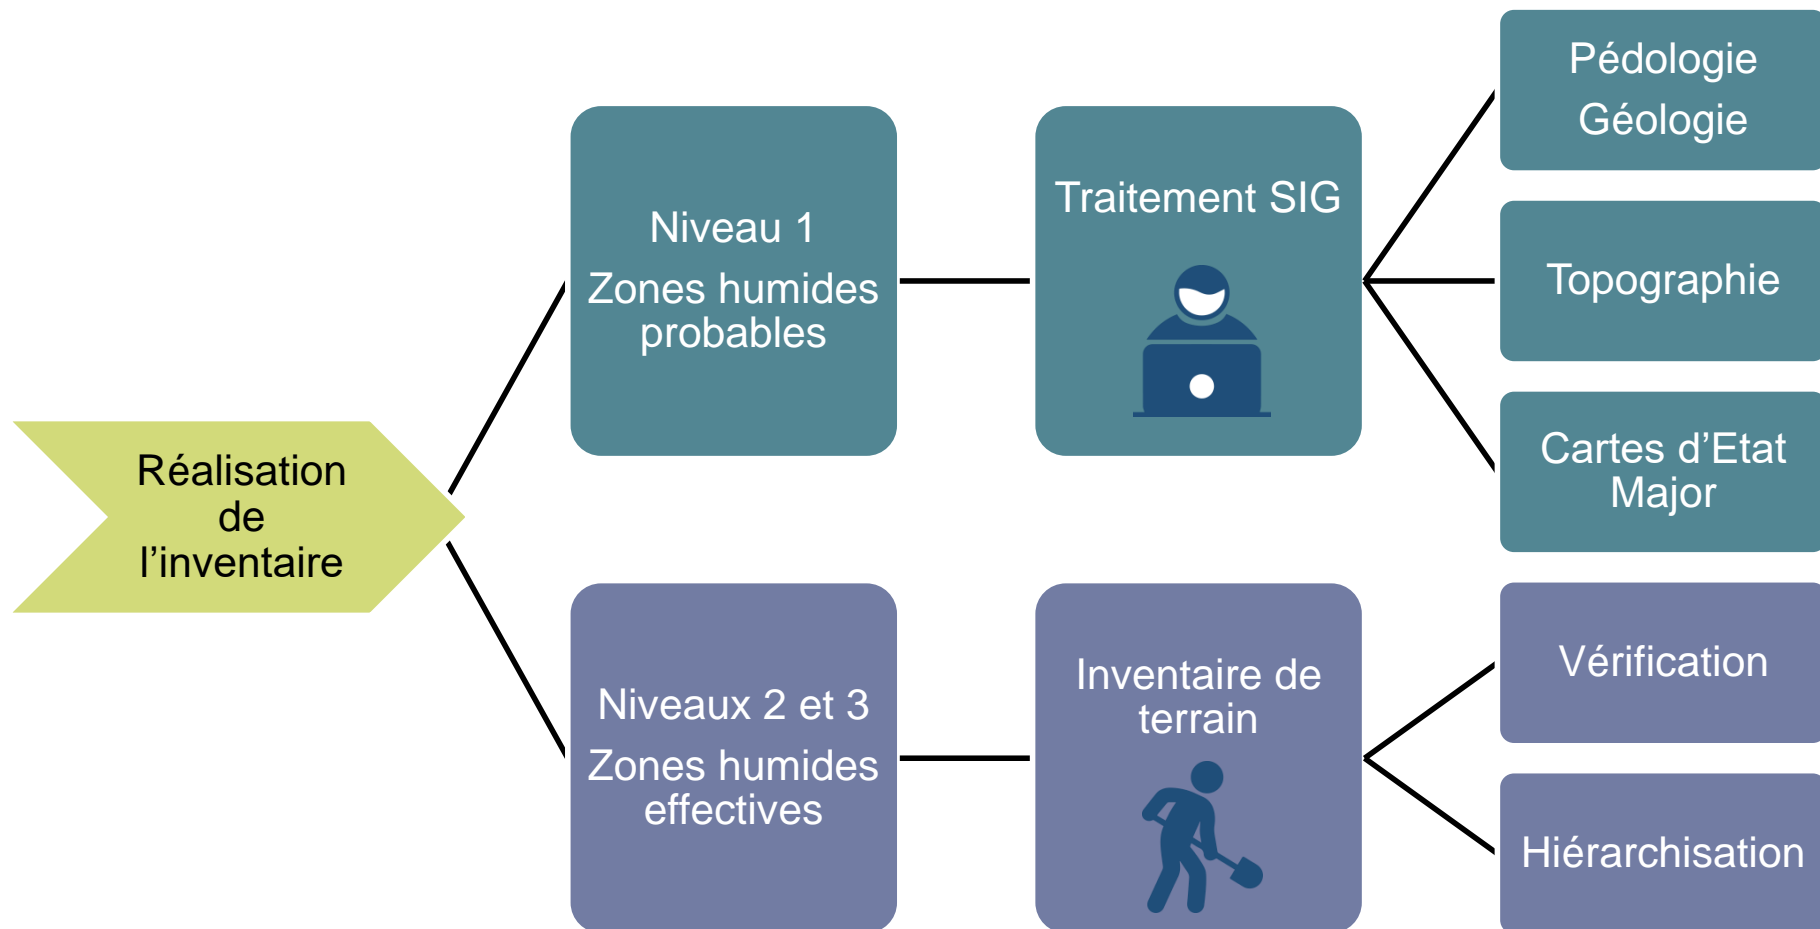 Réalisation
de
l’inventaire
Niveau 1
Zones humides
probables
Traitement SIG
Pédologie
Géologie
Topographie
Cartes d’Etat
Major
Niveaux 2 et 3
Zones humides
effectives
Inventaire de
terrain
Vérification
Hiérarchisation